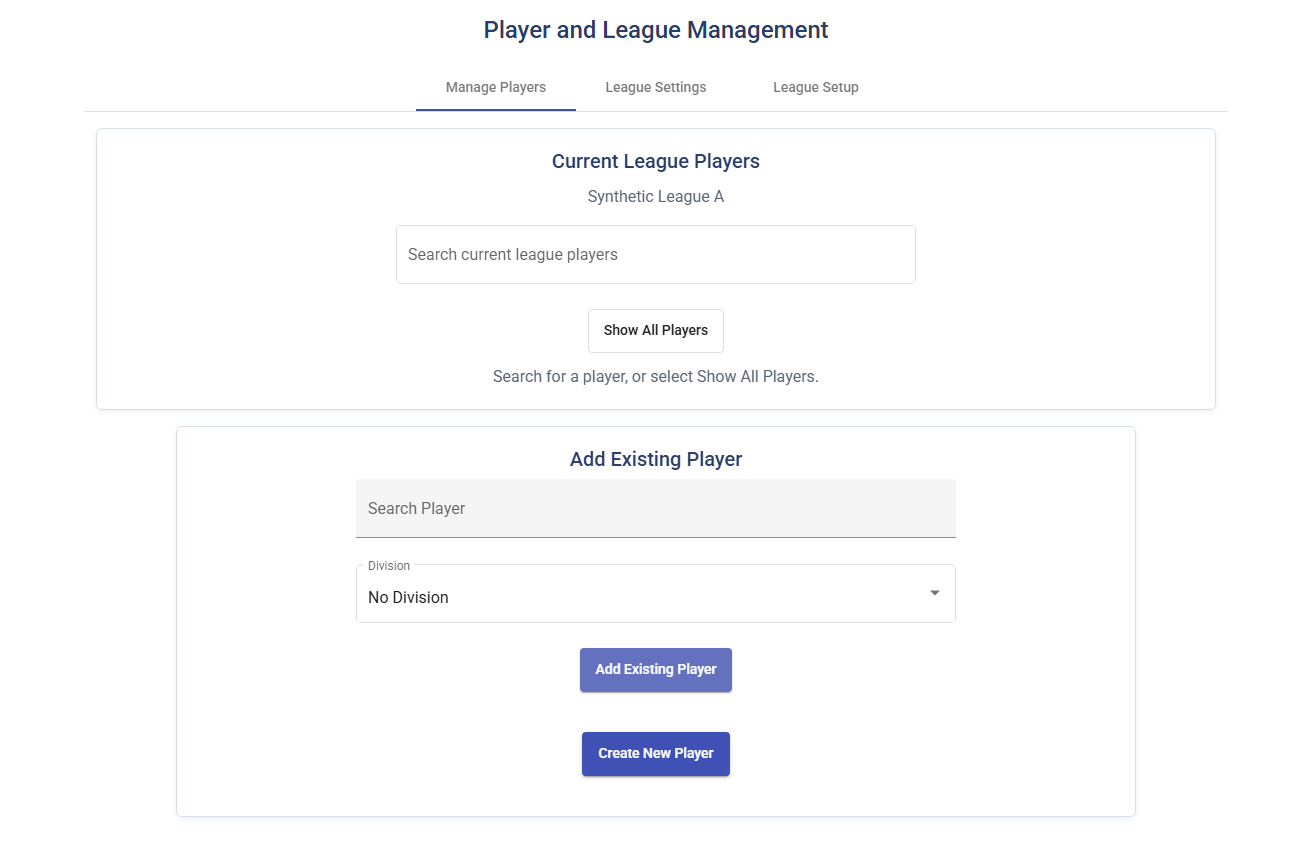 Player and League Management
Manage Players League Settings League Setup
Current League Players
Synthetic League A
Search current league players
Show All Players
Search for a player, or select Show All Players.
Add Existing Player
Search Player
Division
No Division
Add Existing Player
Create New Player